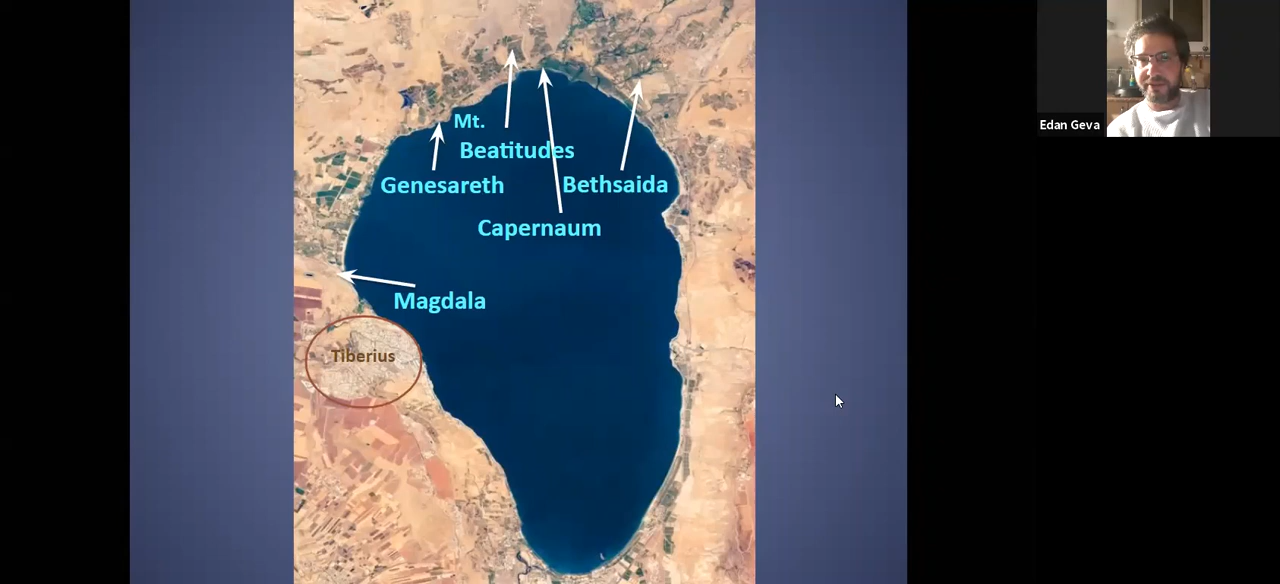 Mt.
Beatitudes
Genesareth
Bethsaida
Capernaum
Magdala
Tiberius
Edan Geva